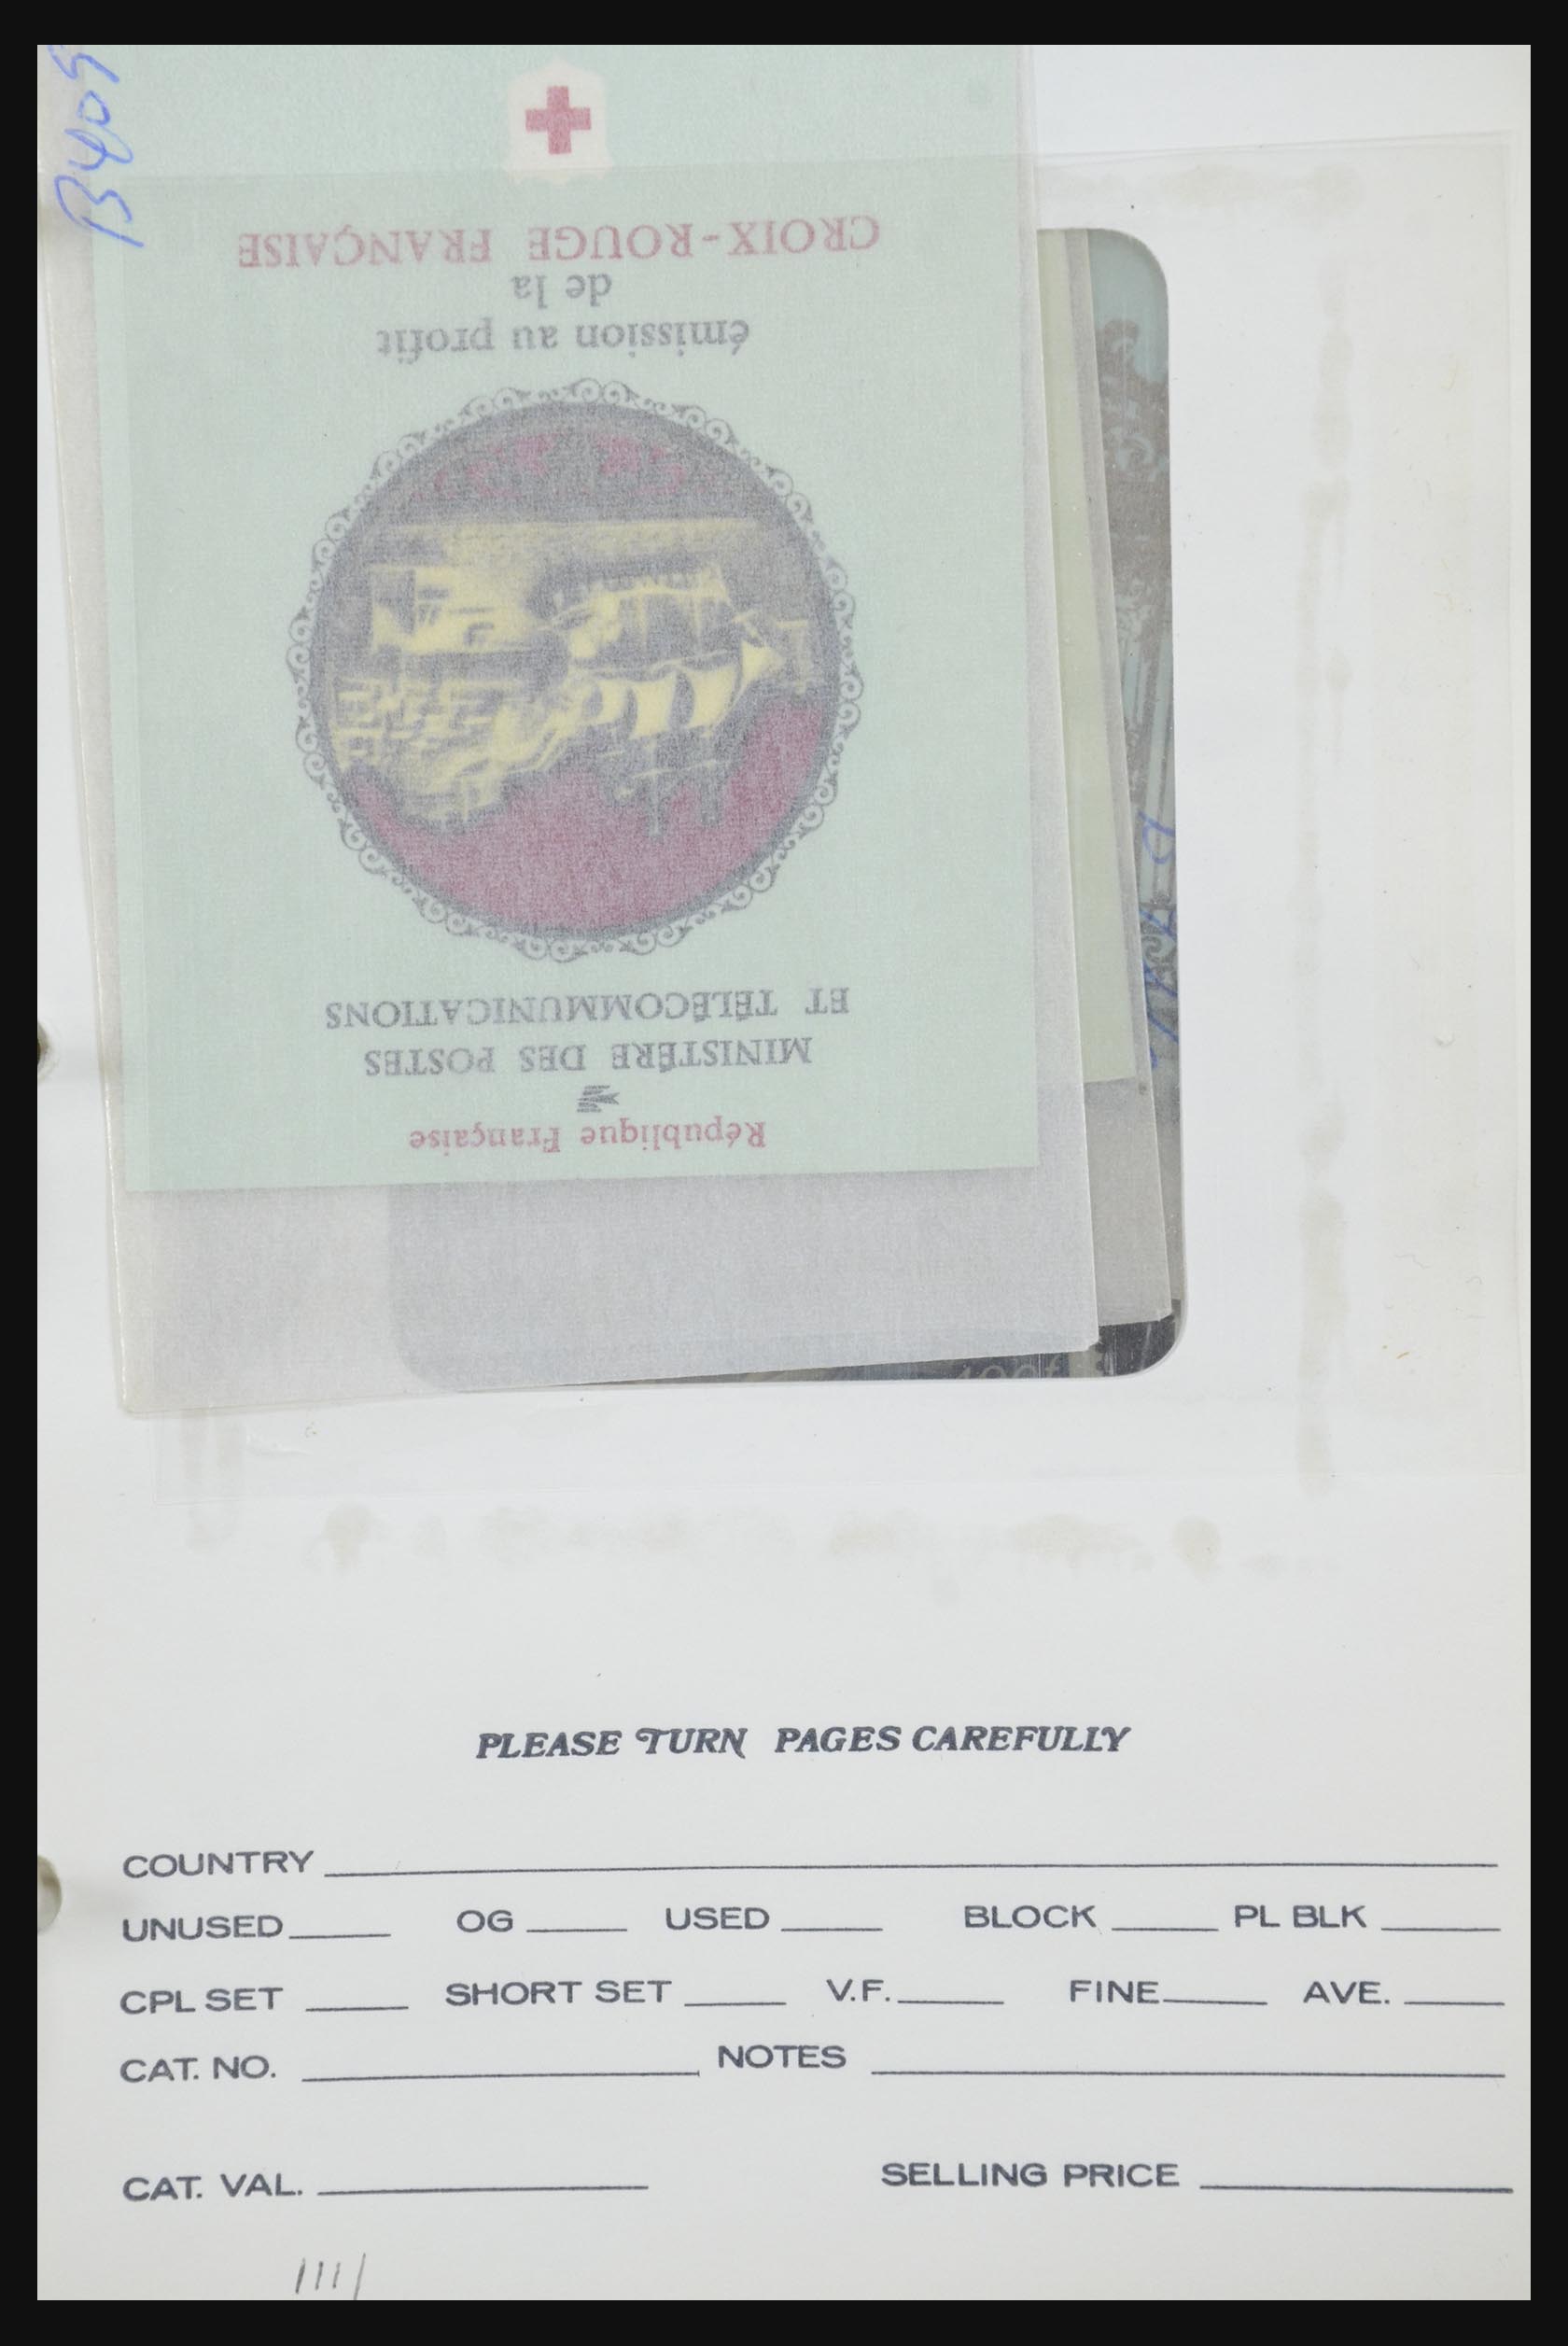 B409
République Française
MINISTÈRE DES POSTES
ET TÉLÉCOMMUNICATIONS
émission au profit
de la
CROIX-ROUGE FRANÇAISE
PLEASE TURN PAGES CAREFULLY
COUNTRY
UNUSED OG USED BLOCK PL BLK
CPL SET SHORT SET V.F. FINE AVE.
CAT. NO. NOTES
CAT. VAL. SELLING PRICE